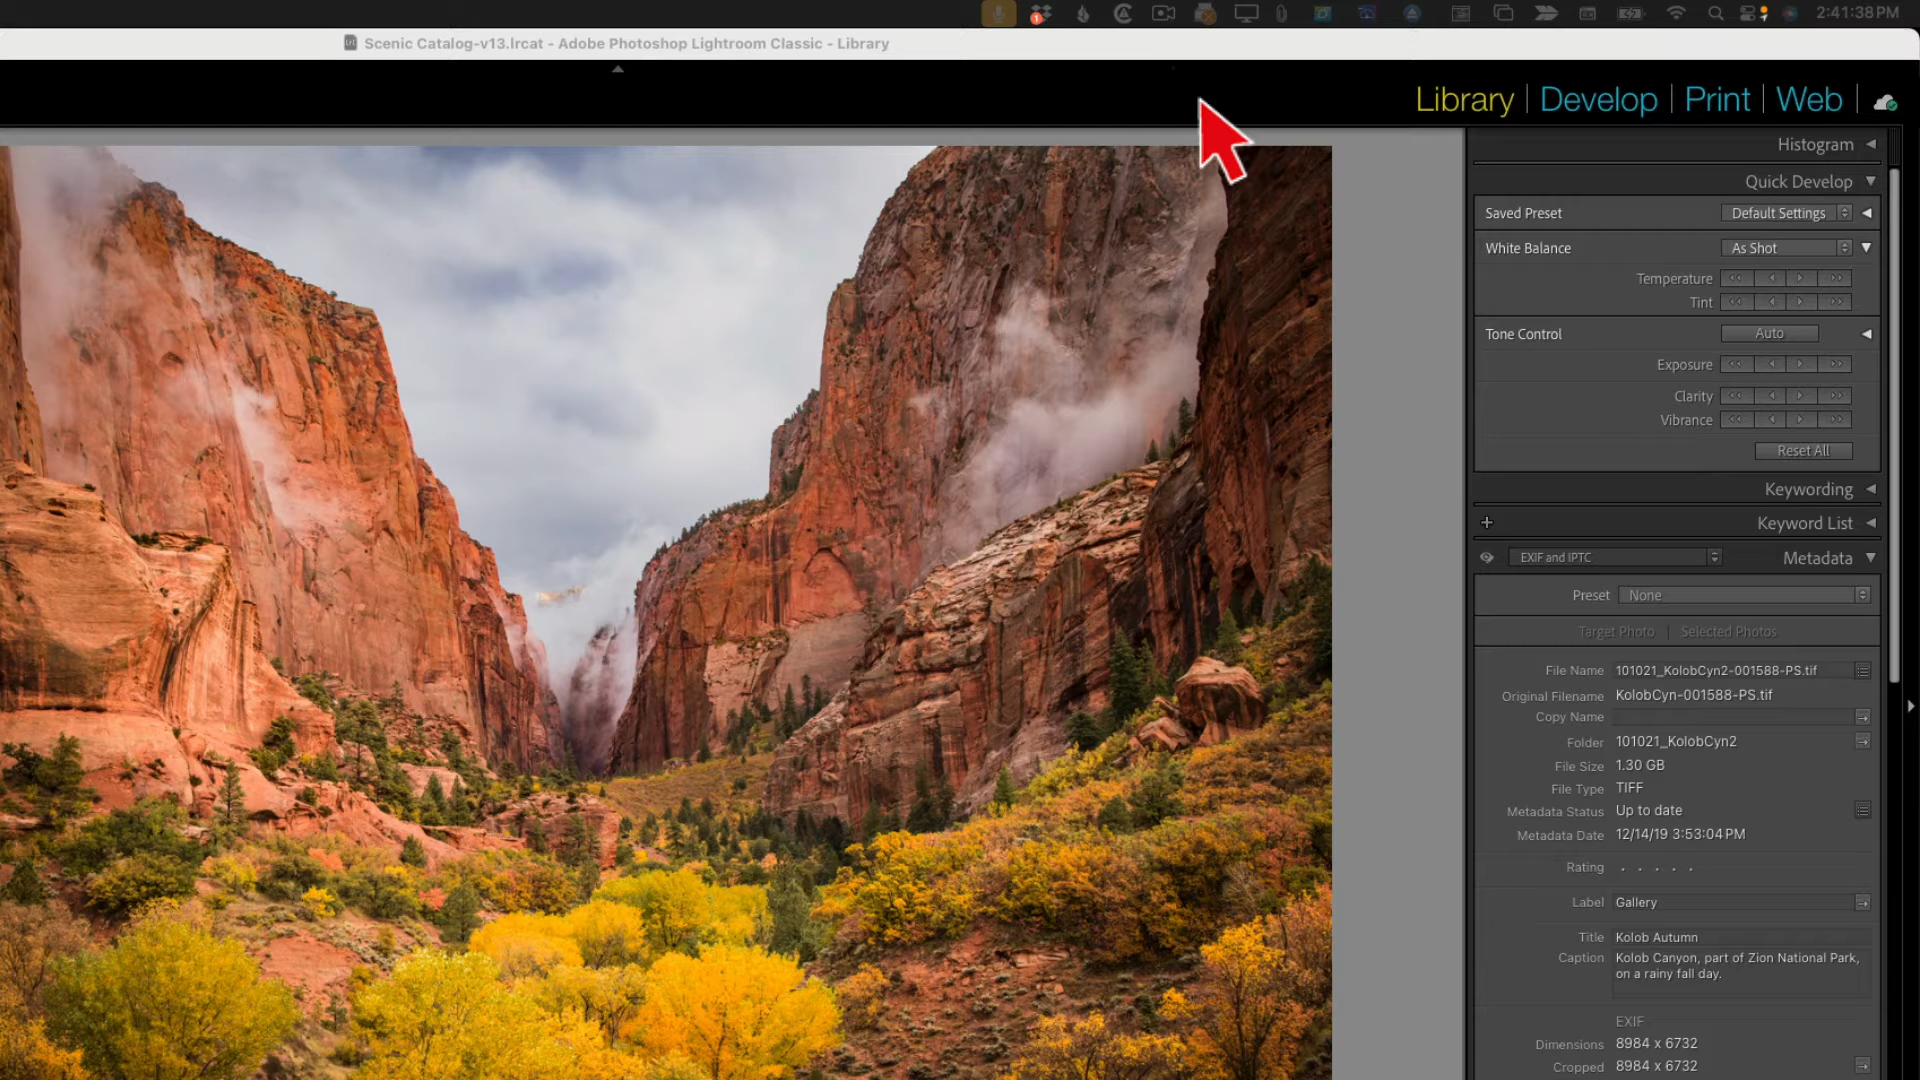 1
2:41:38 PM
Scenic Catalog-v13.lrcat - Adobe Photoshop Lightroom Classic - Library
Library | Develop | Print | Web |
Histogram
Quick Develop
Saved Preset Default Settings
White Balance As Shot
Temperature
Tint
Tone Control Auto
Exposure
Clarity
Vibrance
Reset All
Keywording
+ Keyword List
EXIF and IPTC Metadata
Preset None
Target Photo | Selected Photos
File Name 101021_KolobCyn2-001588-PS.tif
Original Filename KolobCyn-001588-PS.tif
Copy Name
Folder 101021_KolobCyn2
File Size 1.30 GB
File Type TIFF
Metadata Status Up to date
Metadata Date 12/14/19 3:53:04 PM
Rating . . . . .
Label Gallery
Title Kolob Autumn
Caption Kolob Canyon, part of Zion National Park,
on a rainy fall day.
EXIF
Dimensions 8984 x 6732
Cropped 8984 x 6732